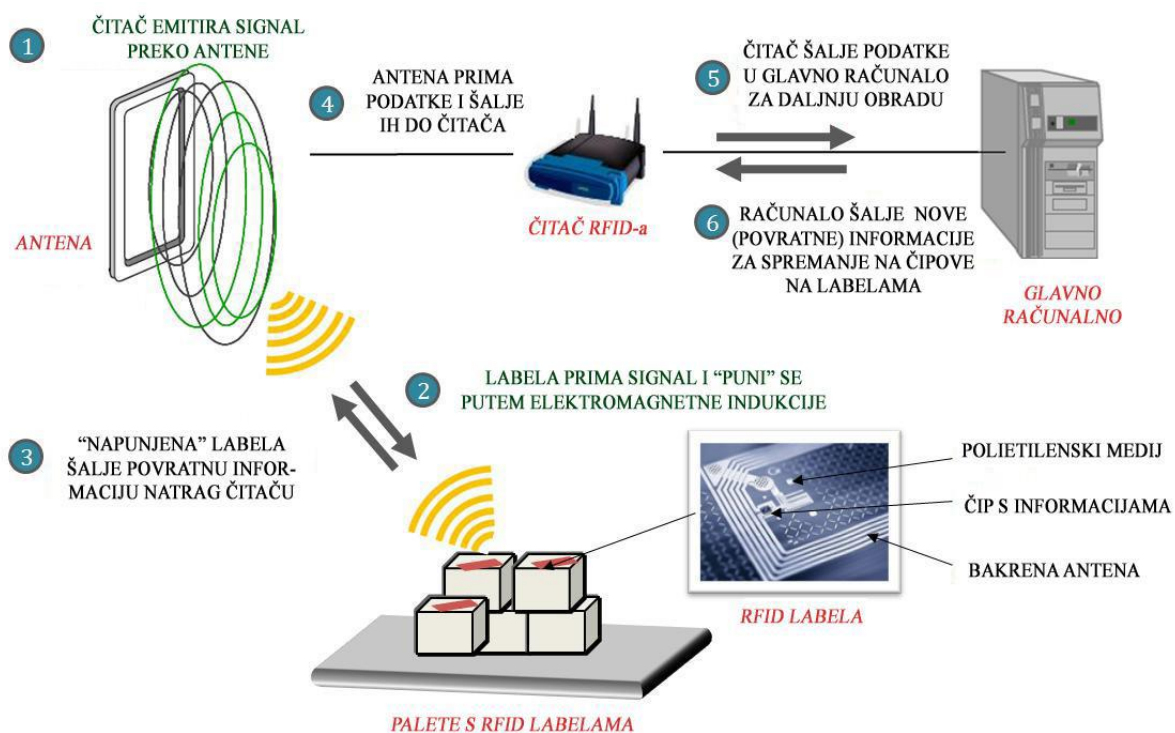 1
ČITAČ EMITIRA SIGNAL
PREKO ANTENE
ANTENA
4
ANTENA PRIMA
PODATKE I ŠALJE
IH DO ČITAČA
ČITAČ RFID-a
5
ČITAČ ŠALJE PODATKE
U GLAVNO RAČUNALO
ZA DALJNJU OBRADU
6
RAČUNALO ŠALJE NOVE
(POVRATNE) INFORMACIJE
ZA SPREMANJE NA ČIPOVE
NA LABELAMA
GLAVNO
RAČUNALNO
2
LABELA PRIMA SIGNAL I “PUNI” SE
PUTEM ELEKTROMAGNETNE INDUKCIJE
3
“NAPUNJENA” LABELA
ŠALJE POVRATNU INFOR-
MACIJU NATRAG ČITAČU
POLIETILENSKI MEDIJ
ČIP S INFORMACIJAMA
BAKRENA ANTENA
RFID LABELA
PALETE S RFID LABELAMA